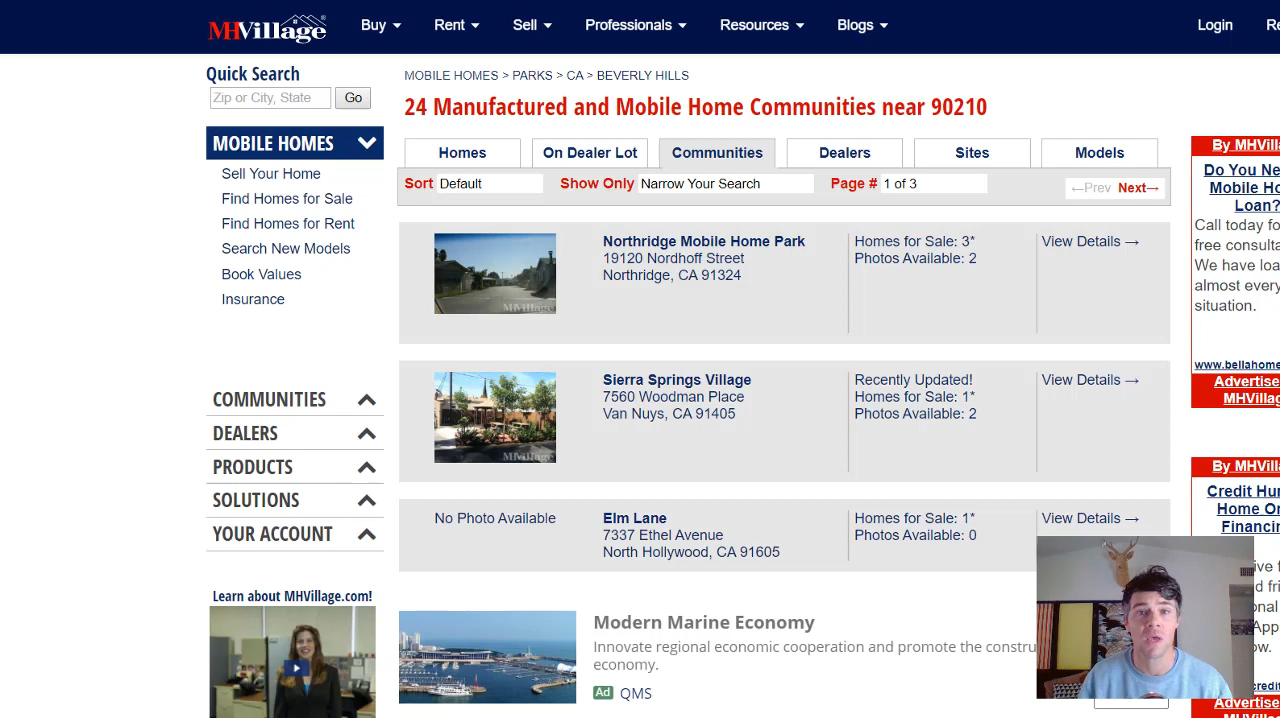 MHVillage
Buy Rent Sell Professionals Resources Blogs Login
Quick Search
Zip or City, State Go
MOBILE HOMES
Sell Your Home
Find Homes for Sale
Find Homes for Rent
Search New Models
Book Values
Insurance
COMMUNITIES
DEALERS
PRODUCTS
SOLUTIONS
YOUR ACCOUNT
Learn about MHVillage.com!
MOBILE HOMES > PARKS > CA > BEVERLY HILLS
24 Manufactured and Mobile Home Communities near 90210
Homes On Dealer Lot Communities Dealers Sites Models
Sort Default Show Only Narrow Your Search Page # 1 of 3 ←Prev Next→
Northridge Mobile Home Park
19120 Nordhoff Street
Northridge, CA 91324
Homes for Sale: 3*
Photos Available: 2
View Details →
MHVillage
Sierra Springs Village
7560 Woodman Place
Van Nuys, CA 91405
Recently Updated!
Homes for Sale: 1*
Photos Available: 2
View Details →
MHVillage
No Photo Available
Elm Lane
7337 Ethel Avenue
North Hollywood, CA 91605
Homes for Sale: 1*
Photos Available: 0
View Details →
Modern Marine Economy
Innovate regional economic cooperation and promote the constru
economy.
Ad QMS
By MHVill
Do You Ne
Mobile Ho
Loan?
Call today fo
free consulta
We have loa
almost every
situation.
www.bellahome
Advertise
MHVillag
By MHVill
Credit Hu
Home O
Financin